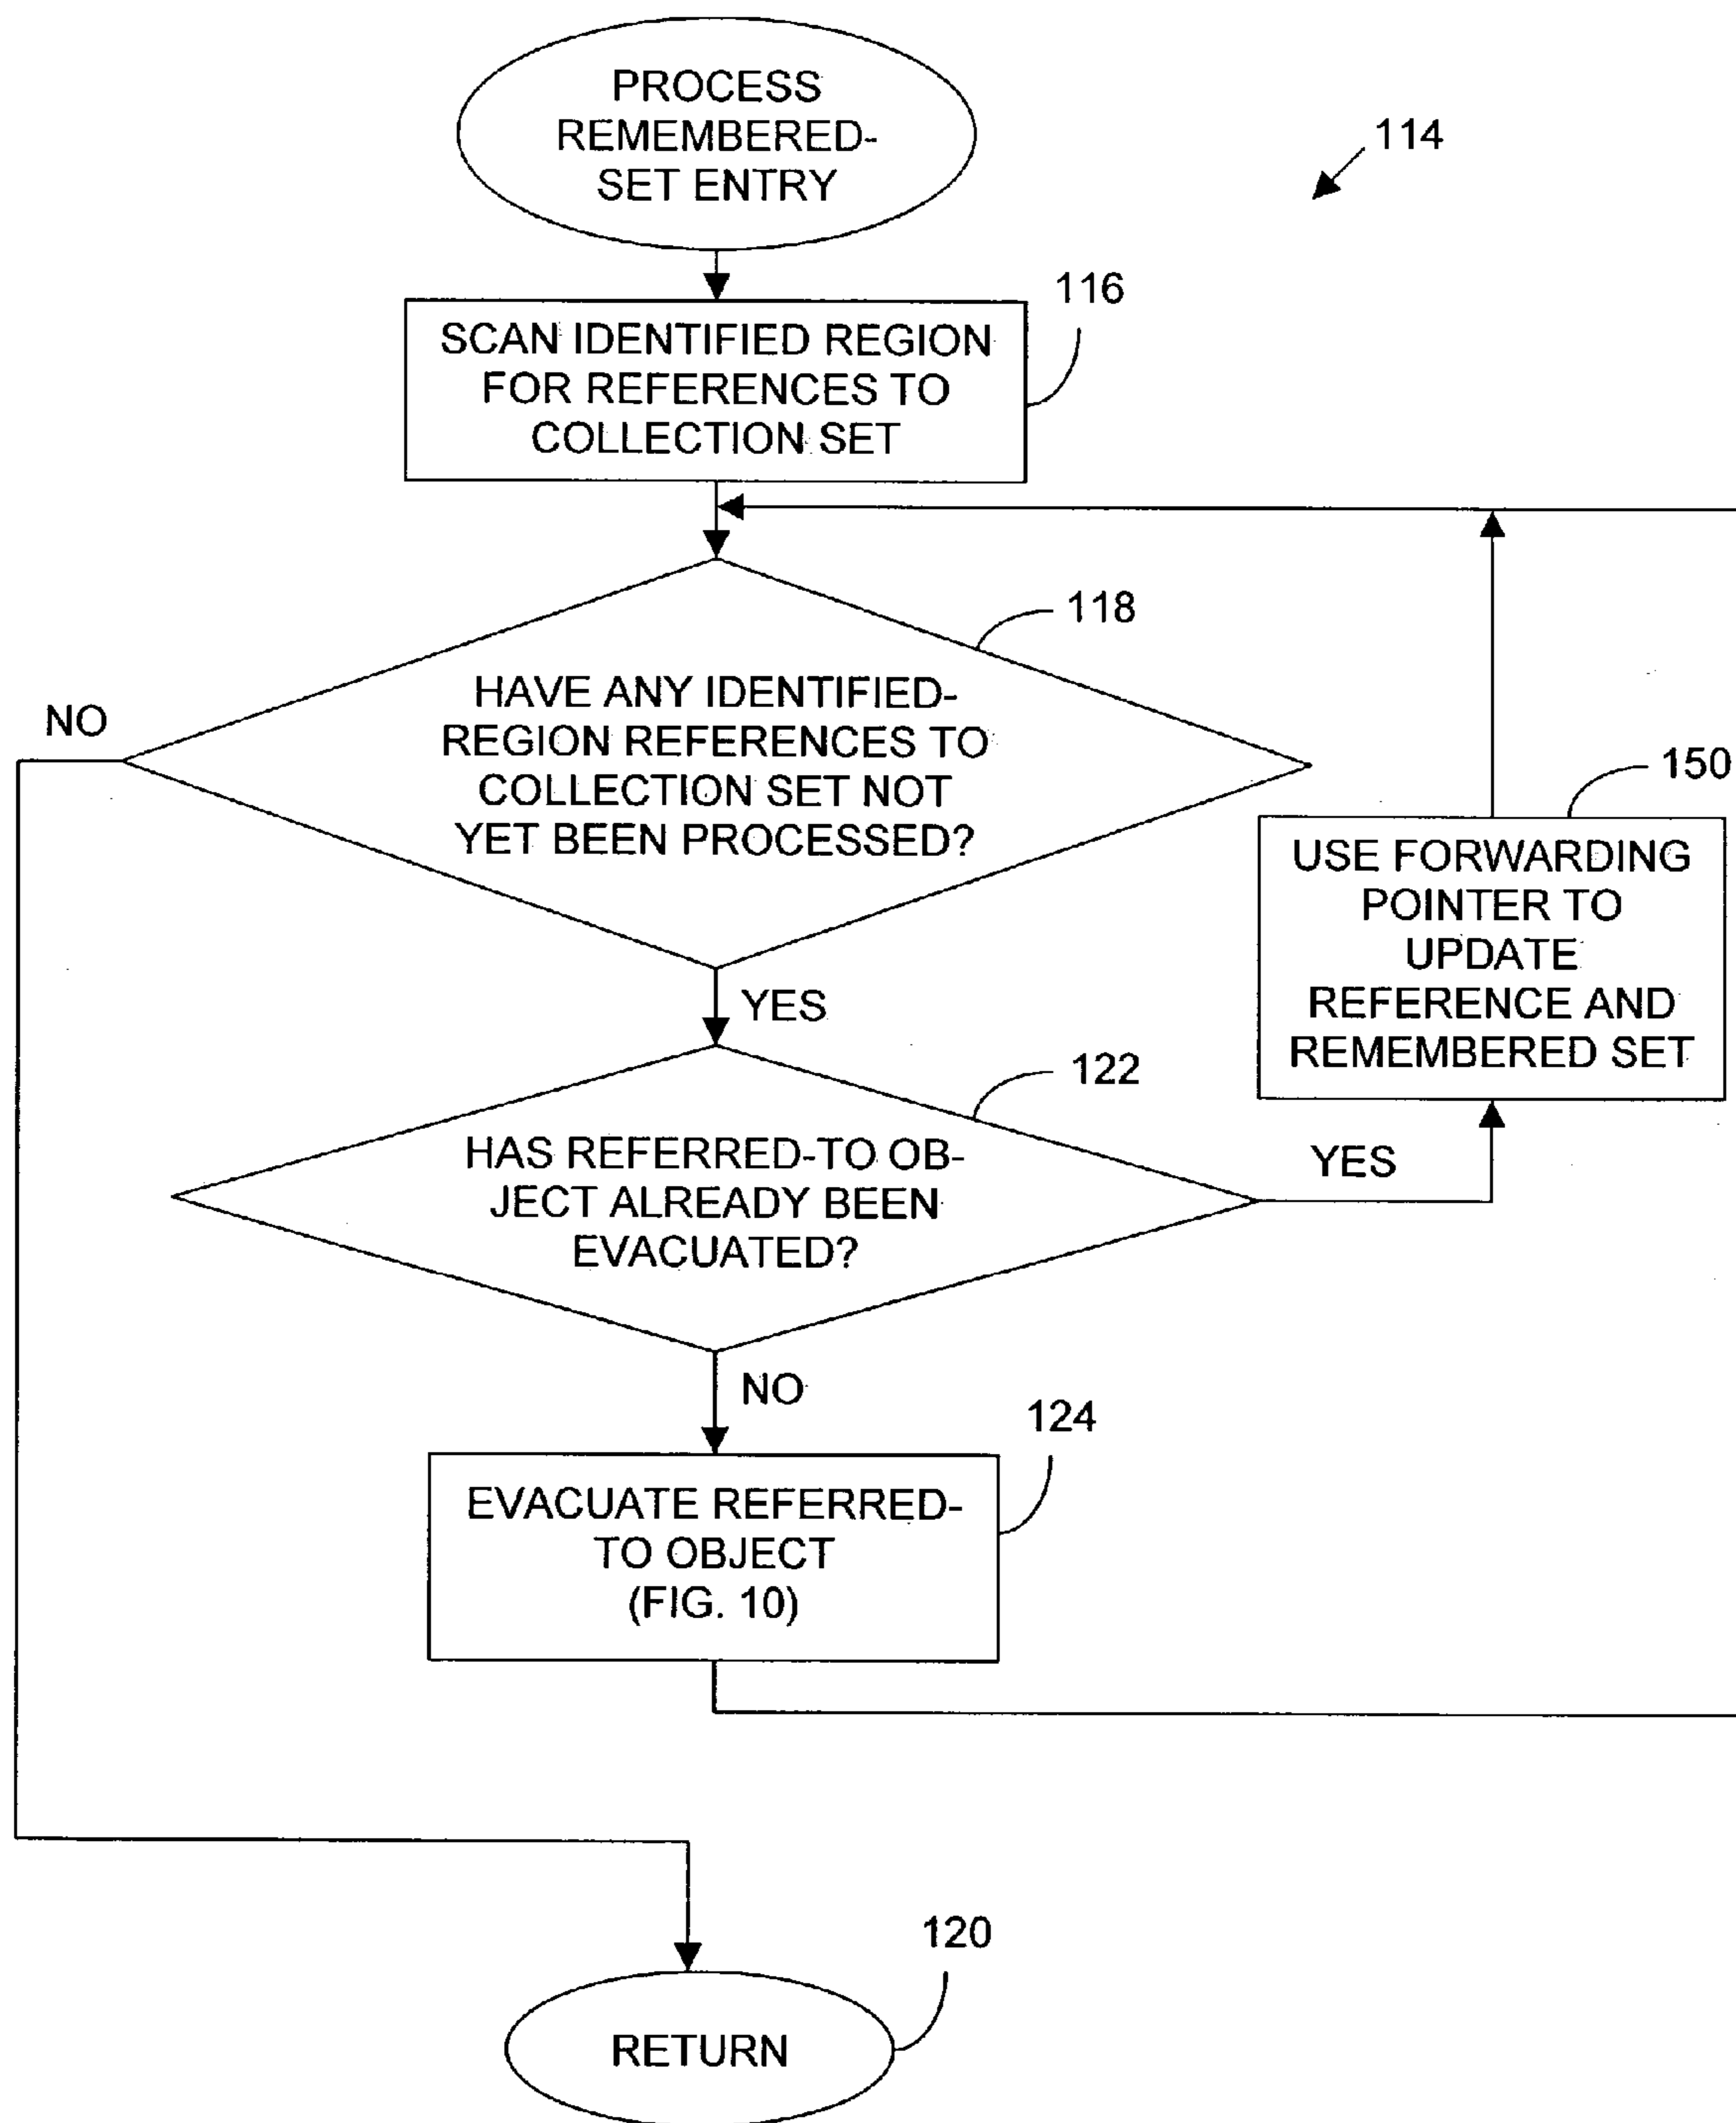 PROCESS
REMEMBERED-
SET ENTRY
114
116
SCAN IDENTIFIED REGION
FOR REFERENCES TO
COLLECTION SET
118
HAVE ANY IDENTIFIED-
REGION REFERENCES TO
COLLECTION SET NOT
YET BEEN PROCESSED?
NO
150
USE FORWARDING
POINTER TO
UPDATE
REFERENCE AND
REMEMBERED SET
YES
122
HAS REFERRED-TO OB-
JECT ALREADY BEEN
EVACUATED?
YES
NO
124
EVACUATE REFERRED-
TO OBJECT
(FIG. 10)
120
RETURN